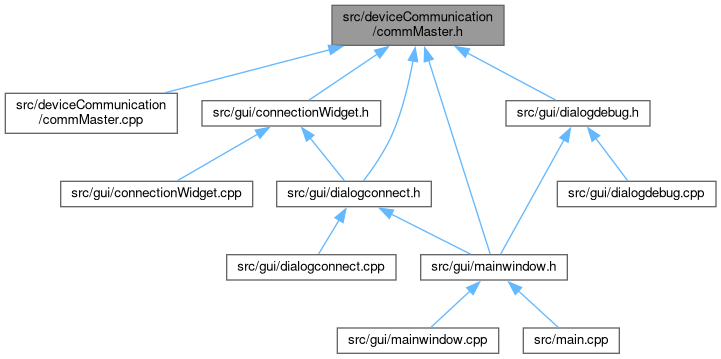 src/deviceCommunication
/commMaster.h
src/deviceCommunication
/commMaster.cpp
src/gui/connectionWidget.h
src/gui/dialogdebug.h
src/gui/connectionWidget.cpp
src/gui/dialogconnect.h
src/gui/dialogdebug.cpp
src/gui/dialogconnect.cpp
src/gui/mainwindow.h
src/gui/mainwindow.cpp
src/main.cpp